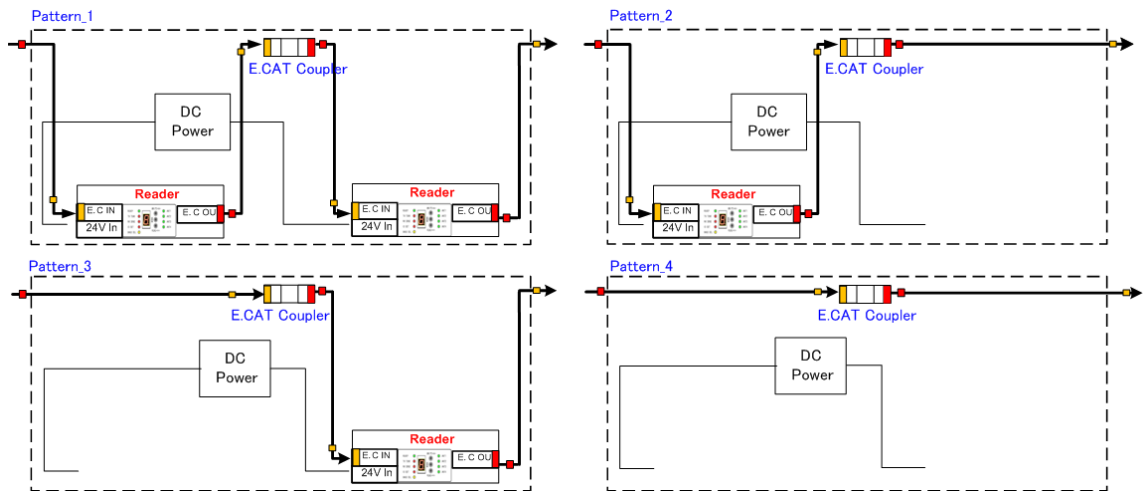 Pattern_1
E.CAT Coupler
DC
Power
Reader
E.C IN
E.C OU
24V In
Reader
E.C IN
E.C OU
24V In
Pattern_2
E.CAT Coupler
DC
Power
Reader
E.C IN
E.C OU
24V In
Pattern_3
E.CAT Coupler
DC
Power
Reader
E.C IN
E.C OU
24V In
Pattern_4
E.CAT Coupler
DC
Power